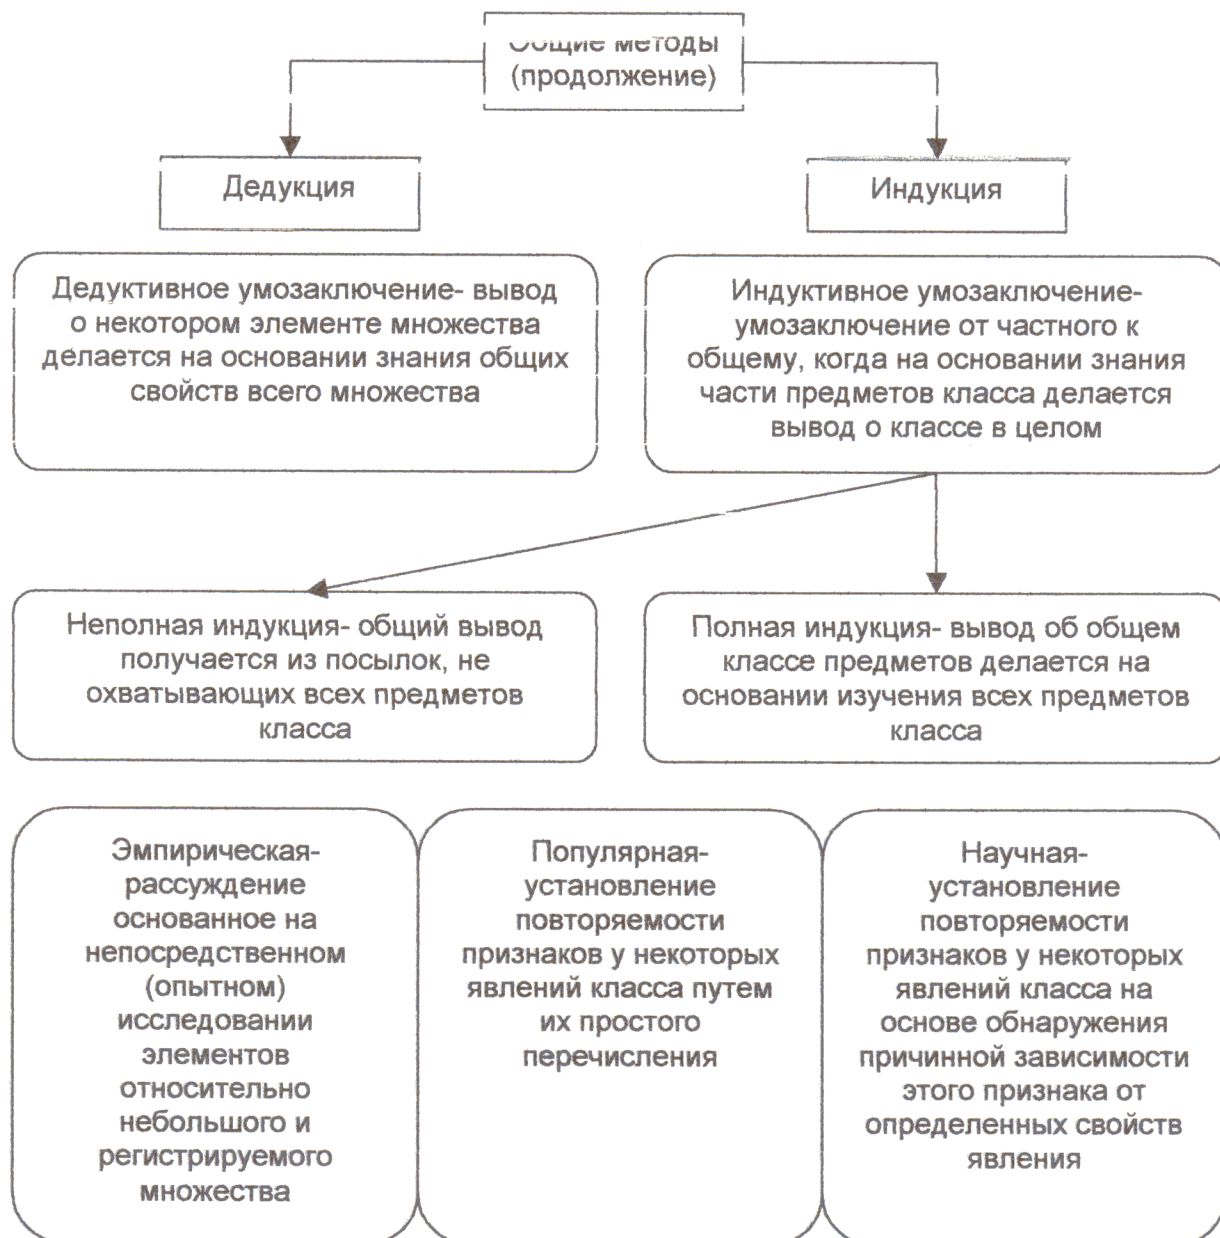 Общие методы
(продолжение)
Дедукция
Индукция
Дедуктивное умозаключение- вывод
о некотором элементе множества
делается на основании знания общих
свойств всего множества
Индуктивное умозаключение-
умозаключение от частного к
общему, когда на основании знания
части предметов класса делается
вывод о классе в целом
Неполная индукция- общий вывод
получается из посылок, не
охватывающих всех предметов
класса
Полная индукция- вывод об общем
классе предметов делается на
основании изучения всех предметов
класса
Эмпирическая-
рассуждение
основанное на
непосредственном
(опытном)
исследовании
элементов
относительно
небольшого и
регистрируемого
множества
Популярная-
установление
повторяемости
признаков у некоторых
явлений класса путем
их простого
перечисления
Научная-
установление
повторяемости
признаков у некоторых
явлений класса на
основе обнаружения
причинной зависимости
этого признака от
определенных свойств
явления